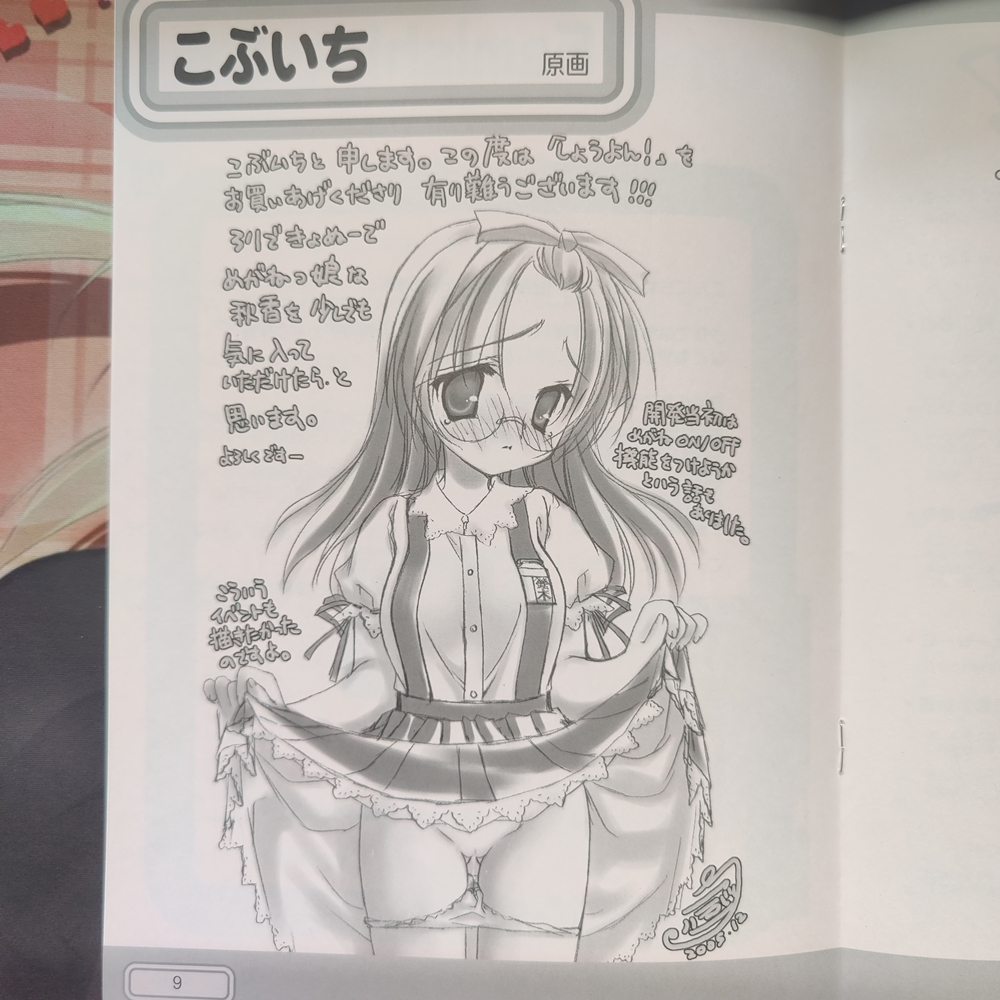 こぶいち
原画
こぶいちと申します。この度は「しょうよん!」を
お買いあげくださり 有り難うございます!!!
ろりできょぬーで
めがねっ娘な
秋香を少しでも
気に入って
いただけたら、と
思います。
よろしくですー
開発当初は
めがねON/OFF
機能をつけようか
という話も
ありました。
鈴木
こういう
イベントも
描きたかった
のですよ。
こぶいち
2005.12
9